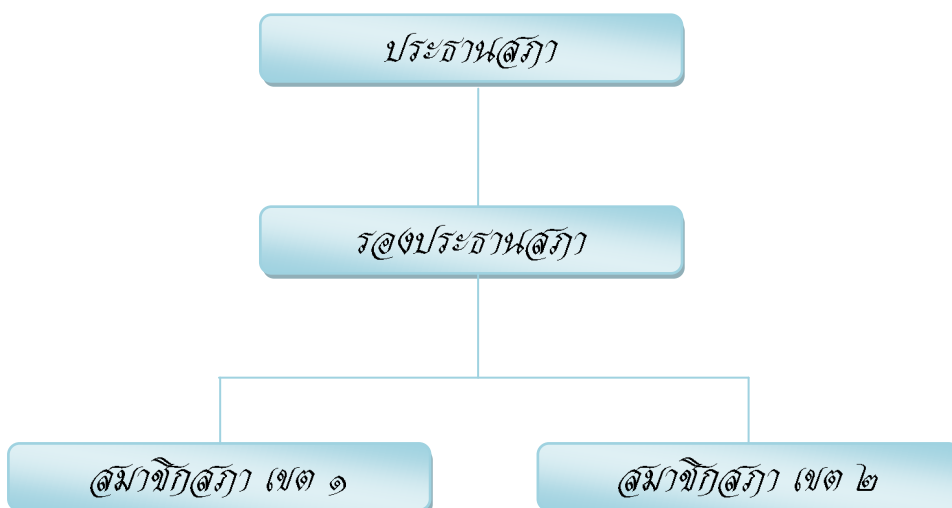 ประธานสภา
รองประธานสภา
สมาชิกสภา เขต ๑
สมาชิกสภา เขต ๒